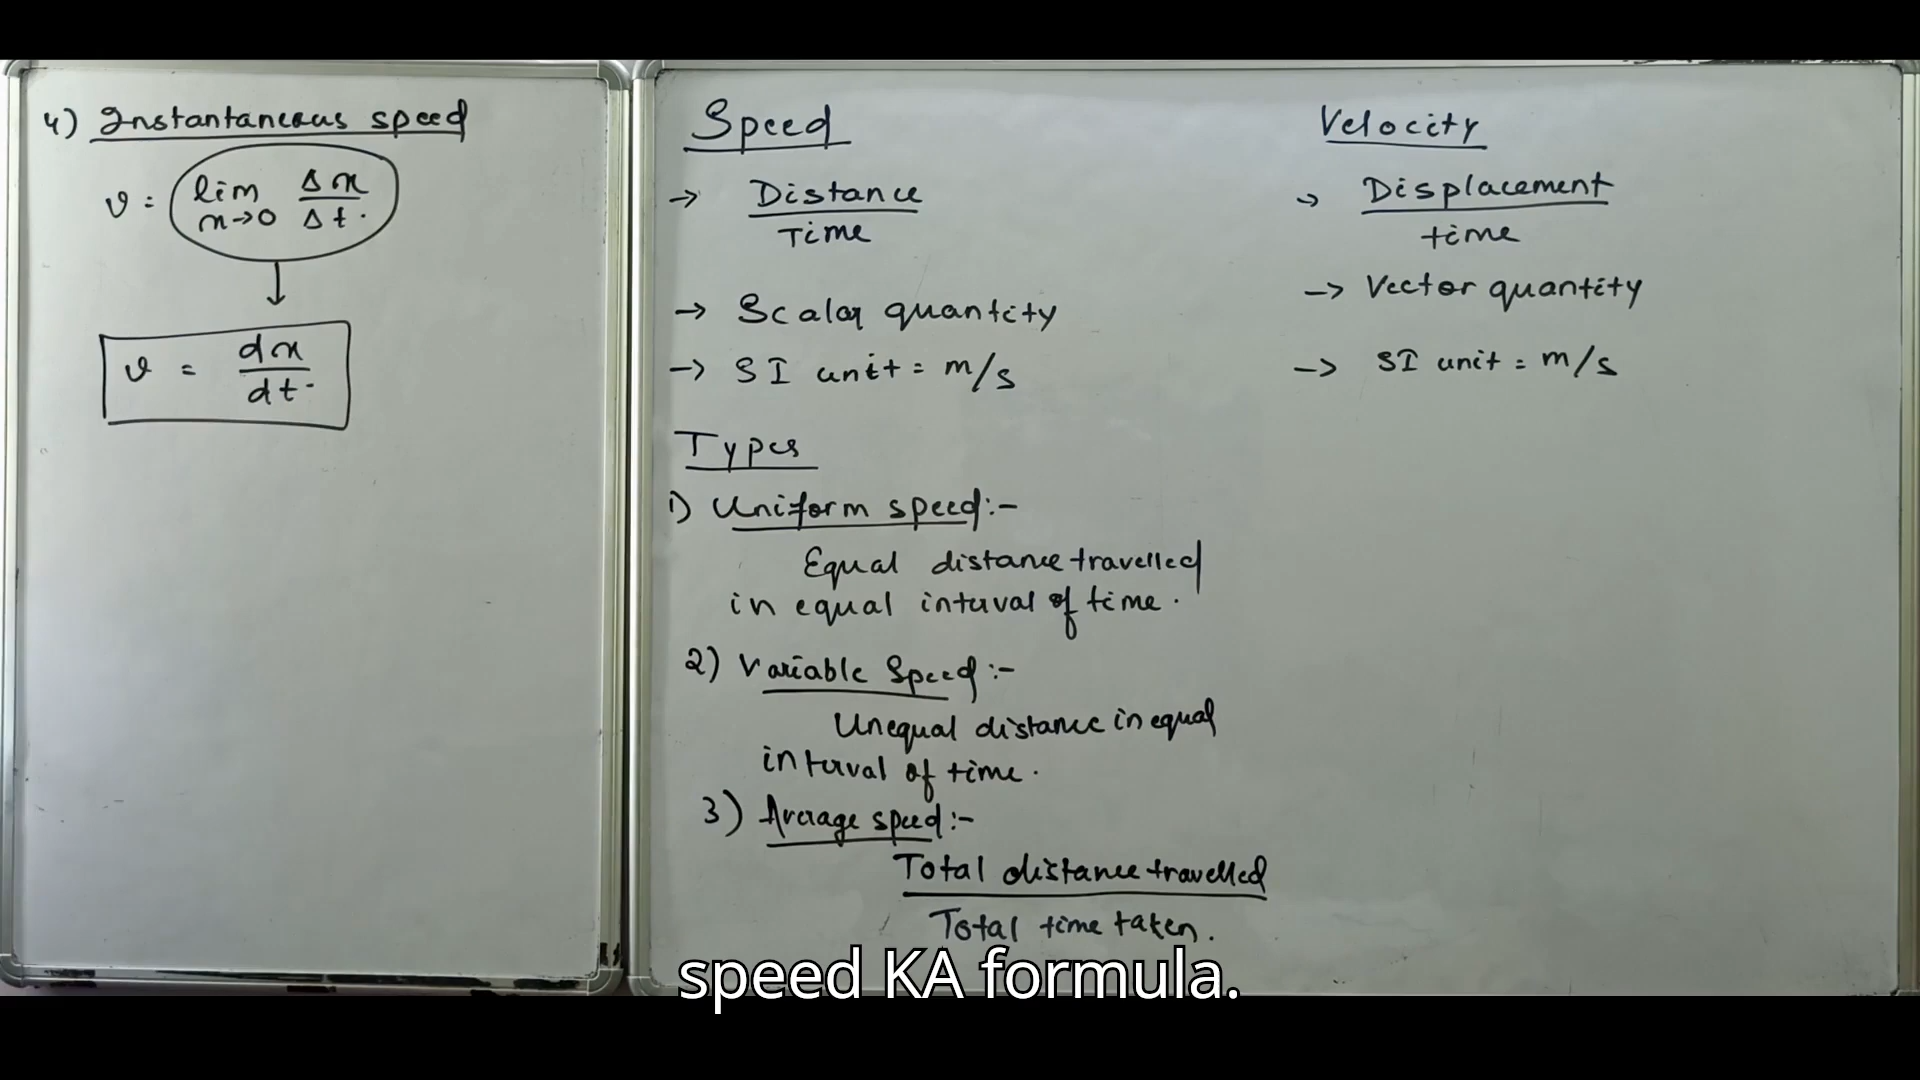 4) Instantaneous speed
v = lim Δx
x→0 Δt.
v = dx
dt.
Speed
→ Distance
Time
→ Scalar quantity
→ SI unit = m/s
Types
1) Uniform speed:-
Equal distance travelled
in equal interval of time.
2) Variable Speed:-
Unequal distance in equal
interval of time.
3) Average speed:-
Total distance travelled
Total time taken.
Velocity
→ Displacement
time
→ Vector quantity
→ SI unit = m/s
speed KA formula.